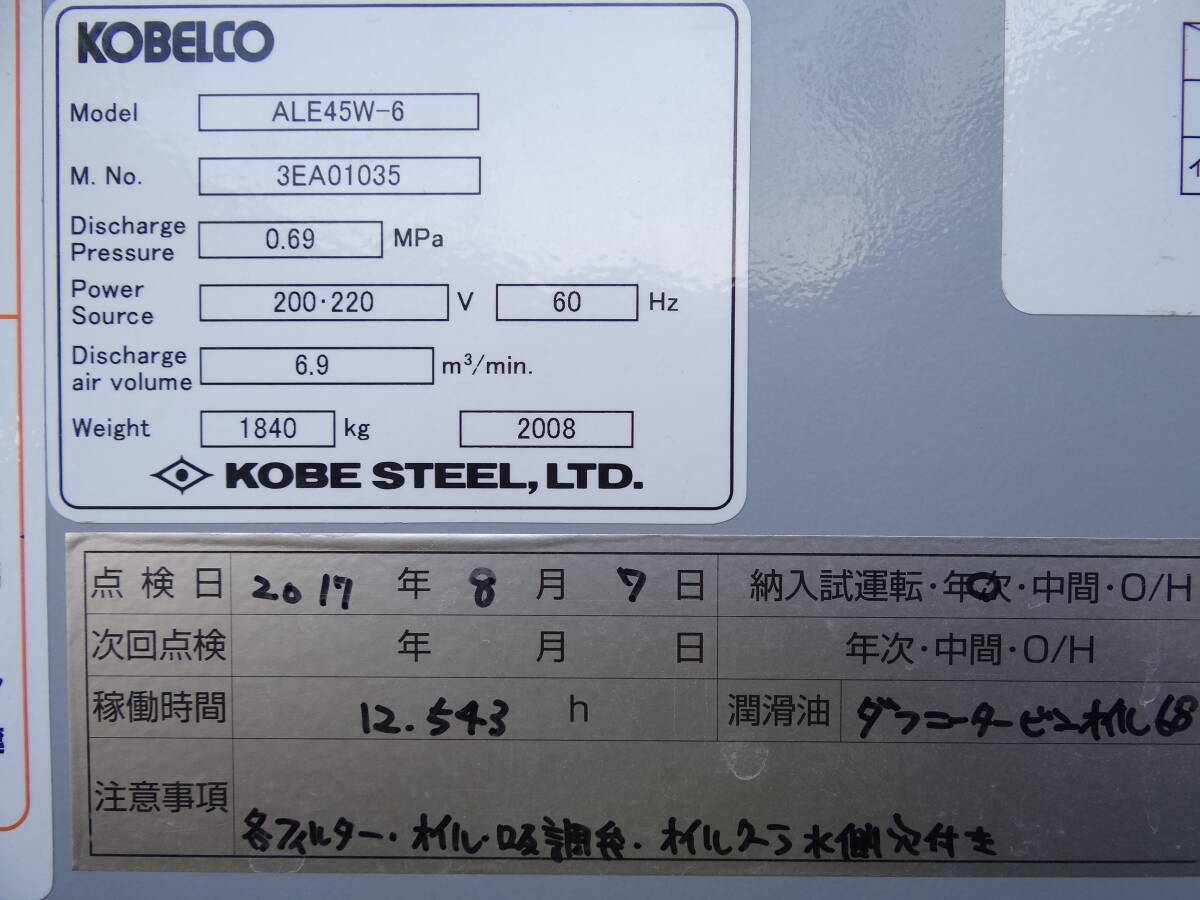 KOBELCO
Model ALE45W-6
M. No. 3EA01035
Discharge Pressure 0.69 MPa
Power Source 200·220 V 60 Hz
Discharge air volume 6.9 m³/min.
Weight 1840 kg 2008
KOBE STEEL, LTD.
点検日 2017年 8月 7日 納入試運転・年次・中間・O/H
次回点検 年 月 日 年次・中間・O/H
稼働時間 12.543 h 潤滑油 ダフニータービンオイル68
注意事項
各フィルター・オイル・吸調 オイルクーラ水側穴付き